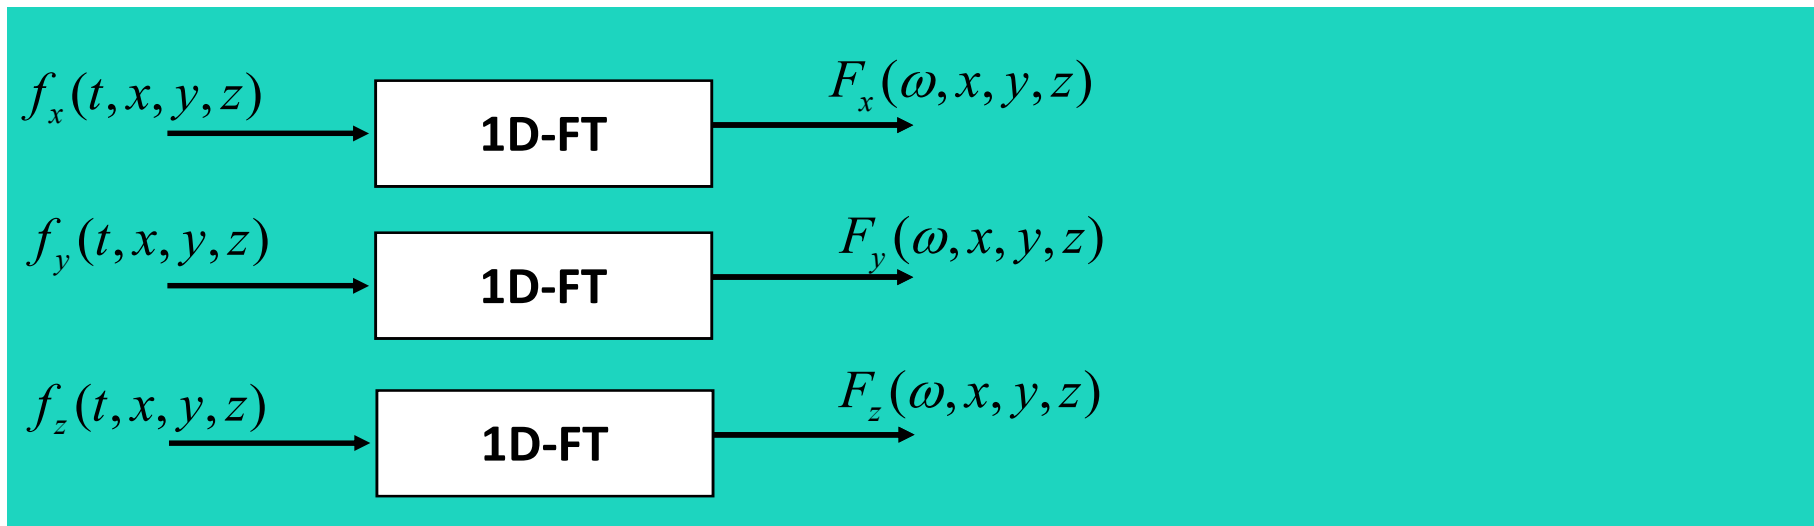 f_x(t,x,y,z) 1D-FT F_x(ω,x,y,z)
f_y(t,x,y,z) 1D-FT F_y(ω,x,y,z)
f_z(t,x,y,z) 1D-FT F_z(ω,x,y,z)